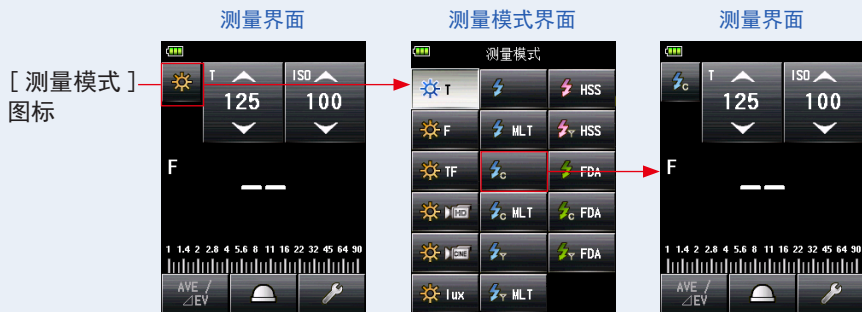 测量界面
测量模式界面
测量界面
[ 测量模式 ]
图标
T
125
ISO
100
F
1 1.4 2 2.8 4 5.6 8 11 16 22 32 45 64 90
AVE /
⊿EV
测量模式
T
HSS
F
MLT
HSS
TF
C
FDA
HD
C MLT
C FDA
CINE
Y
Y FDA
lux
Y MLT
C
T
125
ISO
100
F
1 1.4 2 2.8 4 5.6 8 11 16 22 32 45 64 90
AVE /
⊿EV